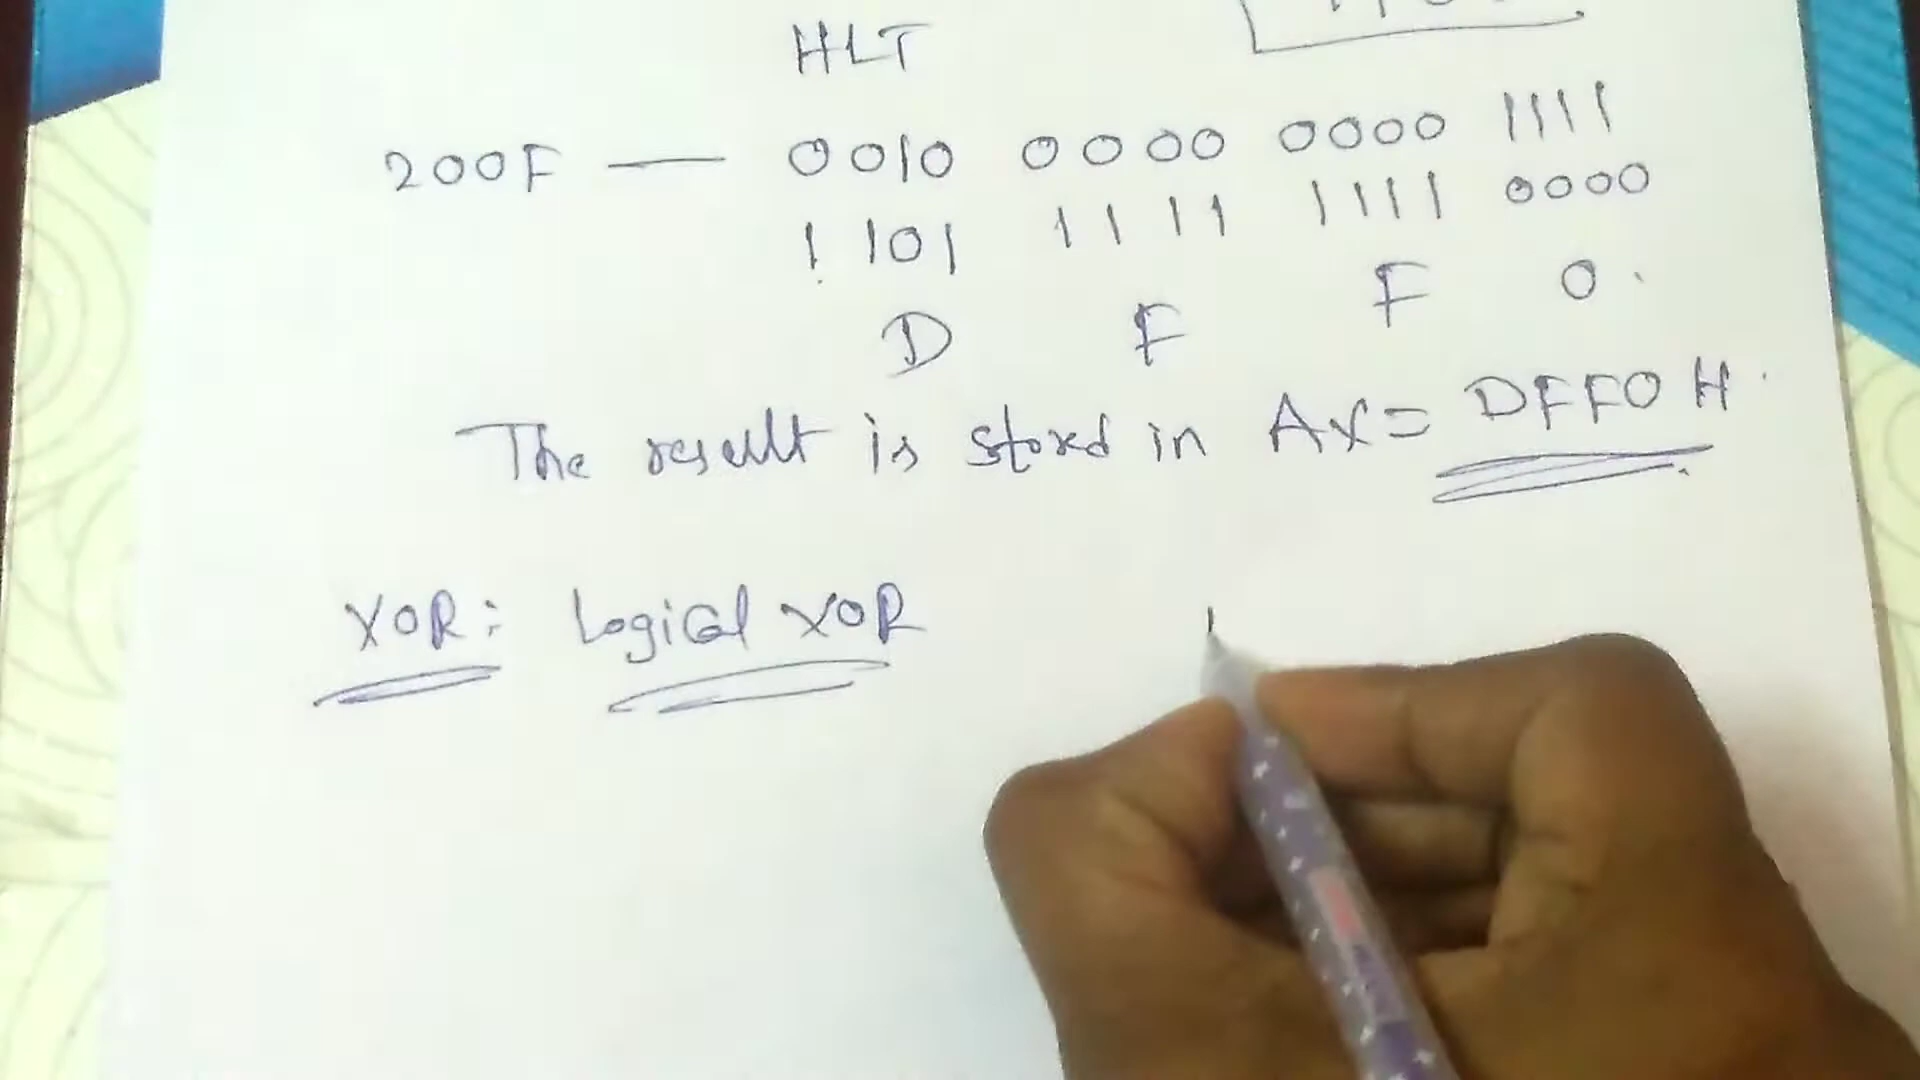 HLT
200F — 0010 0000 0000 1111
1101 1111 1111 0000
D F F 0.
The result is stored in AX = DFF0 H.
XOR: Logical XOR